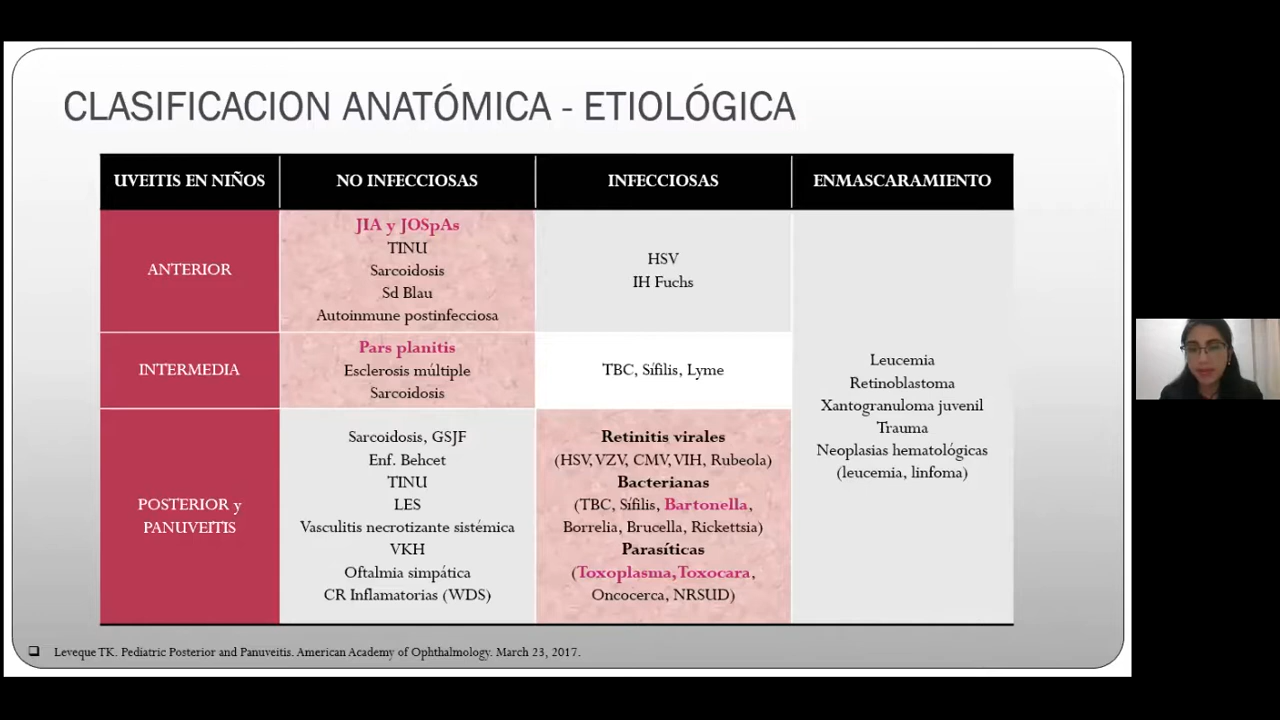 CLASIFICACION ANATÓMICA - ETIOLÓGICA
UVEITIS EN NIÑOS
NO INFECCIOSAS
INFECCIOSAS
ENMASCARAMIENTO
ANTERIOR
JIA y JOSpAs
TINU
Sarcoidosis
Sd Blau
Autoinmune postinfecciosa
HSV
IH Fuchs
INTERMEDIA
Pars planitis
Esclerosis múltiple
Sarcoidosis
TBC, Sífilis, Lyme
POSTERIOR y
PANUVEITIS
Sarcoidosis, GSJF
Enf. Behcet
TINU
LES
Vasculitis necrotizante sistémica
VKH
Oftalmia simpática
CR Inflamatorias (WDS)
Retinitis virales
(HSV, VZV, CMV, VIH, Rubeola)
Bacterianas
(TBC, Sífilis, Bartonella,
Borrelia, Brucella, Rickettsia)
Parasíticas
(Toxoplasma, Toxocara,
Oncocerca, NRSUD)
Leucemia
Retinoblastoma
Xantogranuloma juvenil
Trauma
Neoplasias hematológicas
(leucemia, linfoma)
Leveque TK. Pediatric Posterior and Panuveitis. American Academy of Ophthalmology. March 23, 2017.